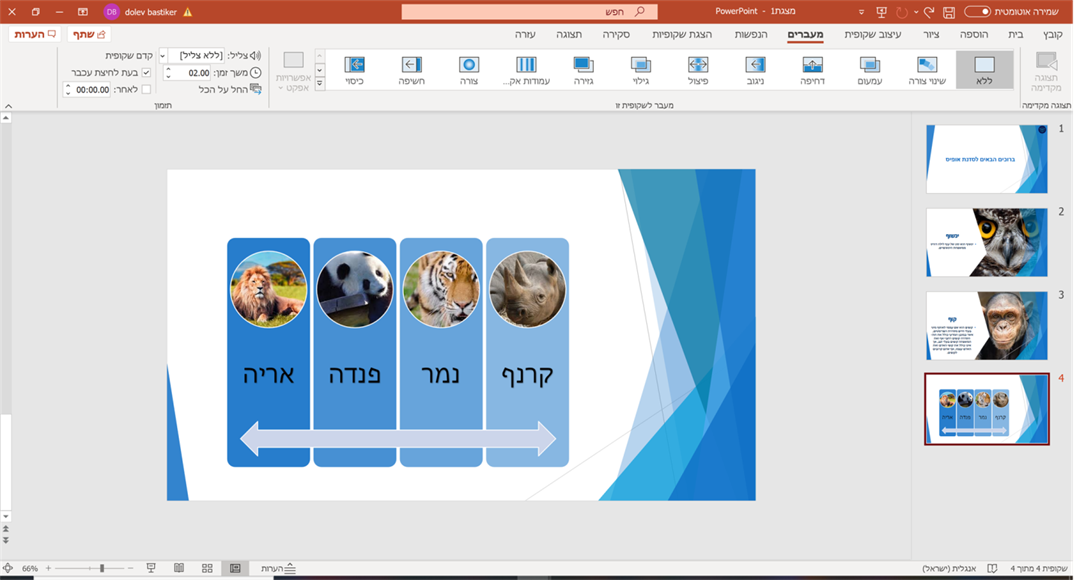 שמירה אוטומטית
מצגת1 - PowerPoint
חפש
dolev bastiker
DB
קובץ
בית
הוספה
ציור
עיצוב שקופית
מעברים
הנפשות
הצגת שקופיות
סקירה
תצוגה
עזרה
שתף
הערות
תצוגה
מקדימה
תצוגה מקדימה
ללא
שינוי צורה
עמעום
דחיפה
ניגוב
פיצול
גילוי
גזירה
עמודות אק...
צורה
חשיפה
כיסוי
מעבר לשקופית זו
אפשרויות
אפקט
צליל: [ללא צליל]
משך זמן: 02.00
החל על הכל
קדם שקופית
בעת לחיצת עכבר
לאחר: 00:00.00
תזמון
1
ברוכים הבאים לסדנת אופיס
2
ינשוף
3
קוף
4
קרנף
נמר
פנדה
אריה
קרנף
נמר
פנדה
אריה
שקופית 4 מתוך 4
אנגלית (ישראל)
הערות
66%